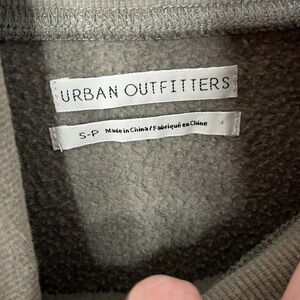 URBAN OUTFITTERS
S-P Made in China / Fabriqué en Chine